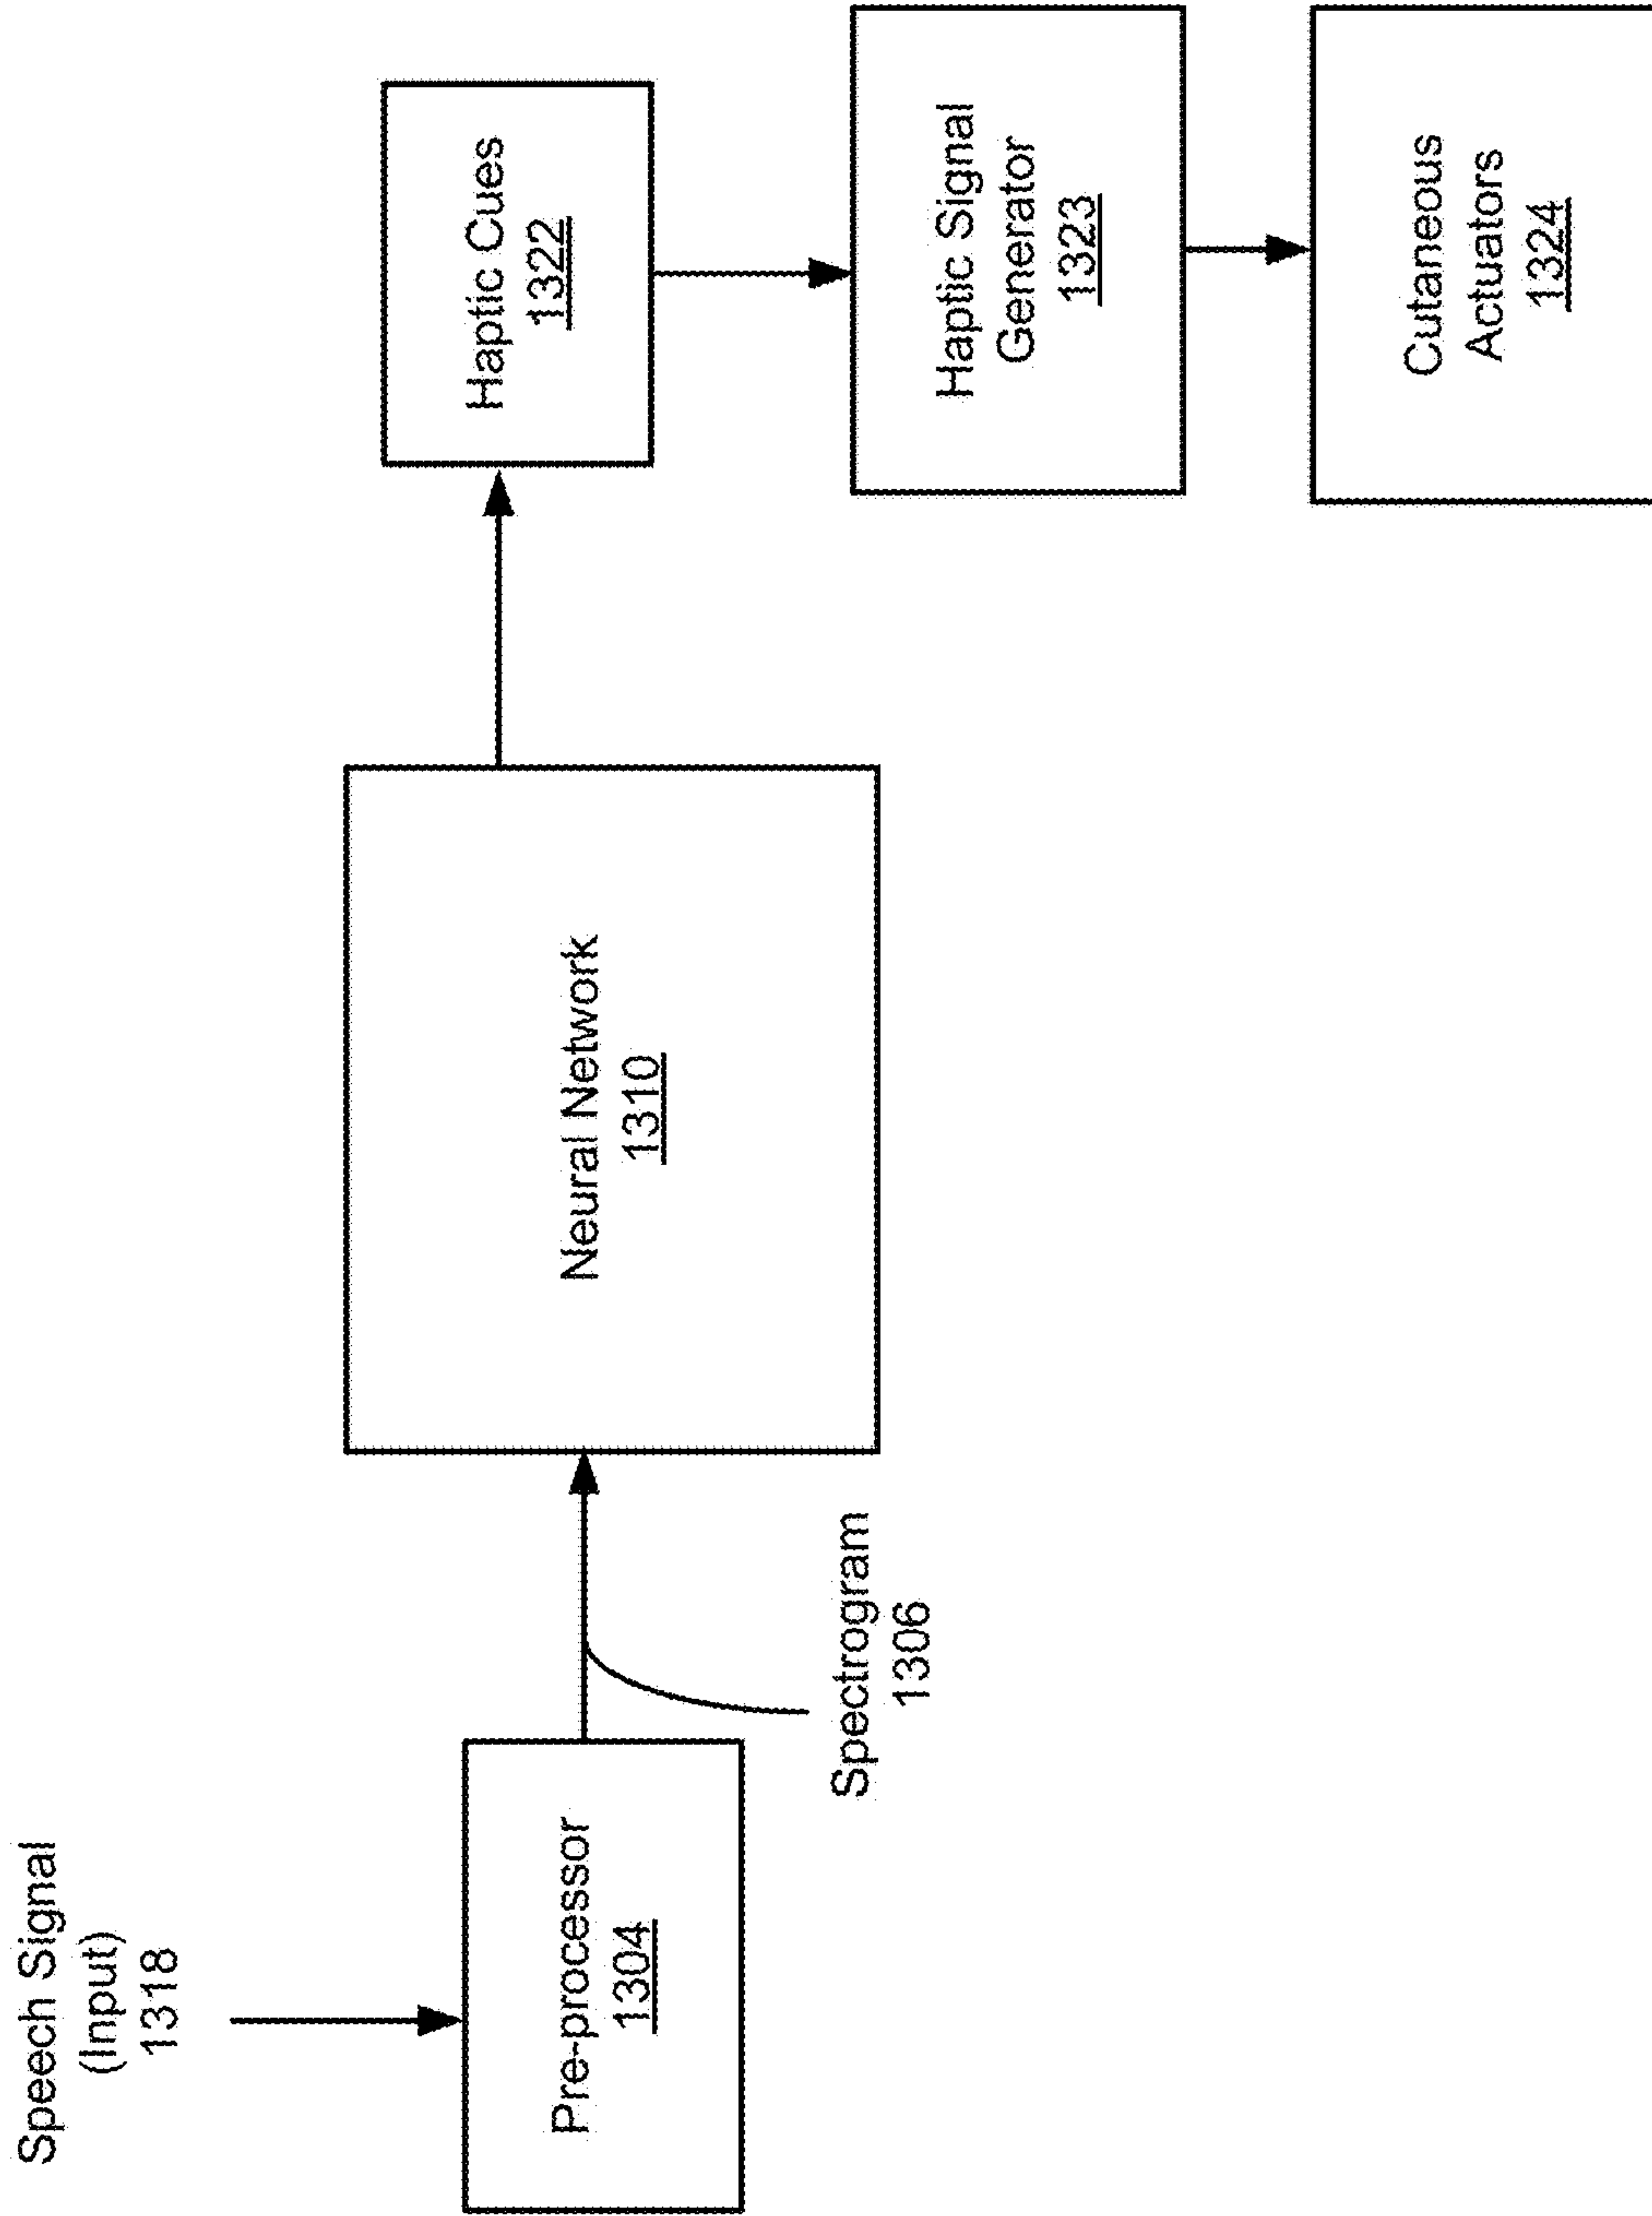 Speech Signal
(Input)
1318
Pre-processor
1304
Spectrogram
1306
Neural Network
1310
Haptic Cues
1322
Haptic Signal
Generator
1323
Cutaneous
Actuators
1324